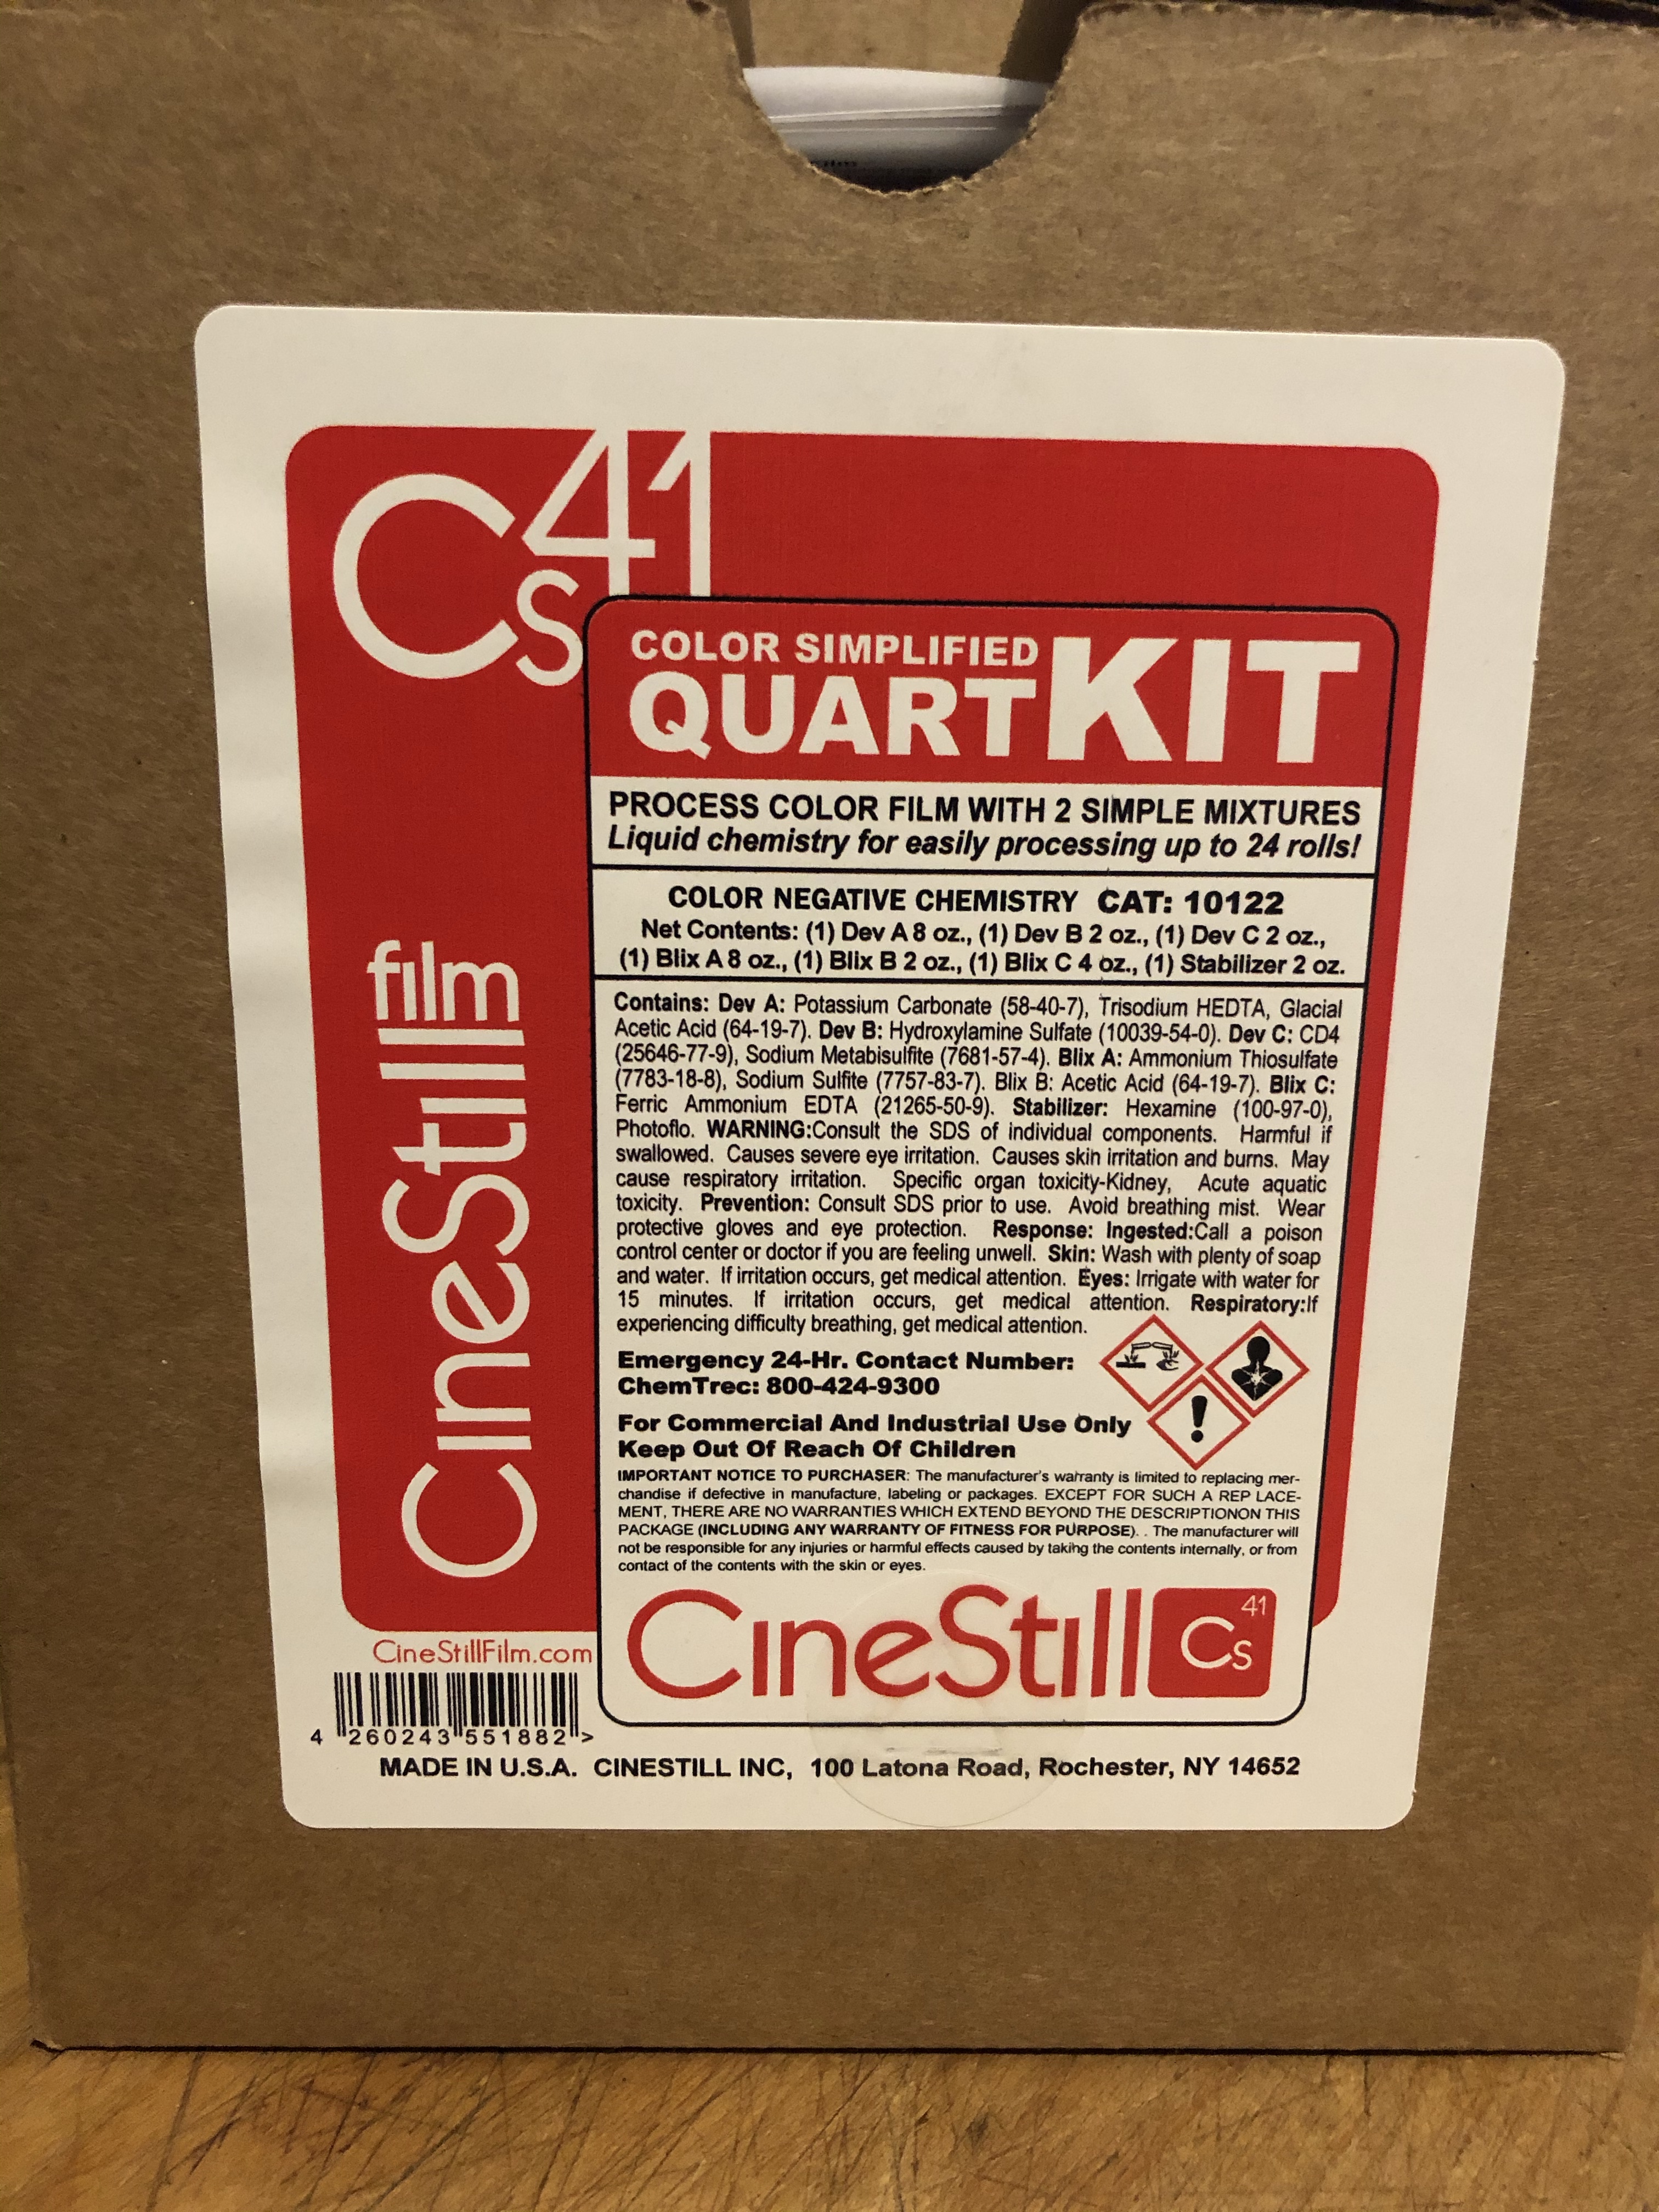 Cs41
COLOR SIMPLIFIED
QUART KIT
PROCESS COLOR FILM WITH 2 SIMPLE MIXTURES
Liquid chemistry for easily processing up to 24 rolls!
COLOR NEGATIVE CHEMISTRY CAT: 10122
Net Contents: (1) Dev A 8 oz., (1) Dev B 2 oz., (1) Dev C 2 oz.,
(1) Blix A 8 oz., (1) Blix B 2 oz., (1) Blix C 4 oz., (1) Stabilizer 2 oz.
Contains: Dev A: Potassium Carbonate (58-40-7), Trisodium HEDTA, Glacial
Acetic Acid (64-19-7). Dev B: Hydroxylamine Sulfate (10039-54-0). Dev C: CD4
(25646-77-9), Sodium Metabisulfite (7681-57-4). Blix A: Ammonium Thiosulfate
(7783-18-8), Sodium Sulfite (7757-83-7). Blix B: Acetic Acid (64-19-7). Blix C:
Ferric Ammonium EDTA (21265-50-9). Stabilizer: Hexamine (100-97-0),
Photoflo. WARNING:Consult the SDS of individual components. Harmful if
swallowed. Causes severe eye irritation. Causes skin irritation and burns. May
cause respiratory irritation. Specific organ toxicity-Kidney, Acute aquatic
toxicity. Prevention: Consult SDS prior to use. Avoid breathing mist. Wear
protective gloves and eye protection. Response: Ingested:Call a poison
control center or doctor if you are feeling unwell. Skin: Wash with plenty of soap
and water. If irritation occurs, get medical attention. Eyes: Irrigate with water for
15 minutes. If irritation occurs, get medical attention. Respiratory:If
experiencing difficulty breathing, get medical attention.
Emergency 24-Hr. Contact Number:
ChemTrec: 800-424-9300
For Commercial And Industrial Use Only
Keep Out Of Reach Of Children
IMPORTANT NOTICE TO PURCHASER: The manufacturer's warranty is limited to replacing mer-
chandise if defective in manufacture, labeling or packages. EXCEPT FOR SUCH A REP LACE-
MENT, THERE ARE NO WARRANTIES WHICH EXTEND BEYOND THE DESCRIPTIONON THIS
PACKAGE (INCLUDING ANY WARRANTY OF FITNESS FOR PURPOSE). . The manufacturer will
not be responsible for any injuries or harmful effects caused by taking the contents internally, or from
contact of the contents with the skin or eyes.
CineStill Cs41
CineStill film
CineStillFilm.com
4 260243 551882 >
MADE IN U.S.A. CINESTILL INC, 100 Latona Road, Rochester, NY 14652